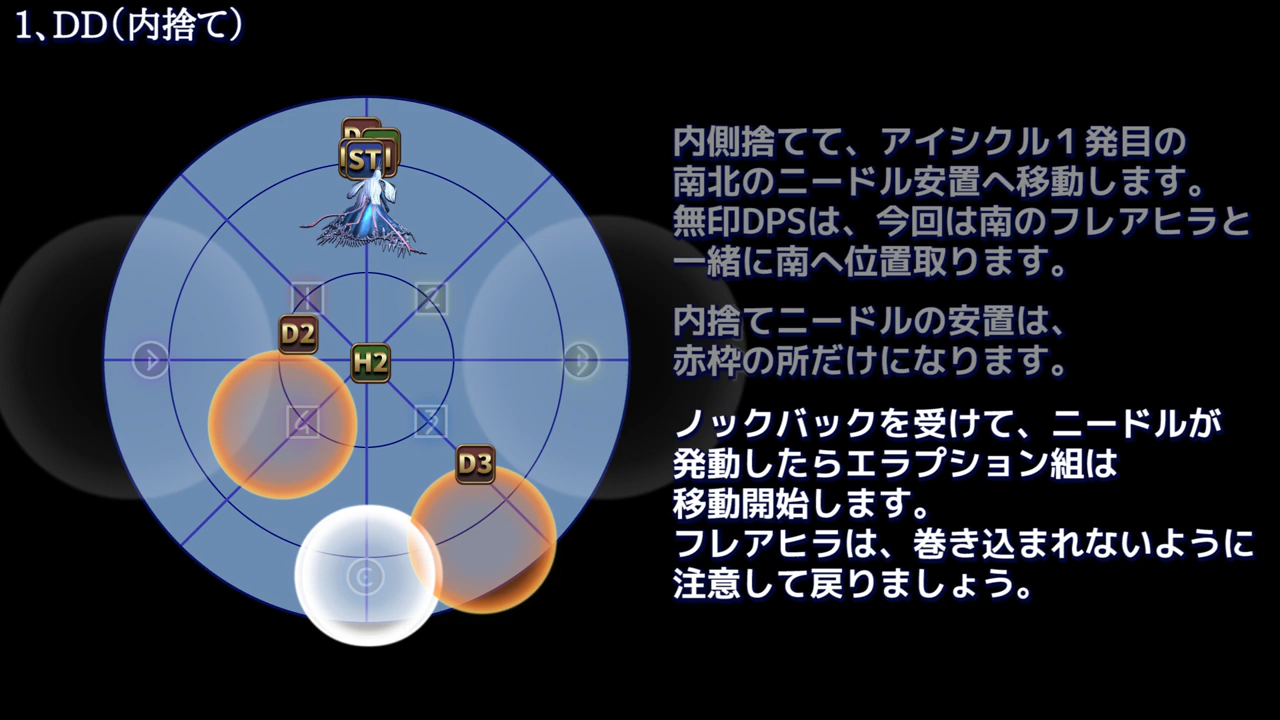 1、DD（内捨て）
内側捨てて、アイシクル１発目の
南北のニードル安置へ移動します。
無印DPSは、今回は南のフレアヒラと
一緒に南へ位置取ります。
内捨てニードルの安置は、
赤枠の所だけになります。
ノックバックを受けて、ニードルが
発動したらエラプション組は
移動開始します。
フレアヒラは、巻き込まれないように
注意して戻りましょう。
D
ST
1
2
D2
H2
4
3
D3
C